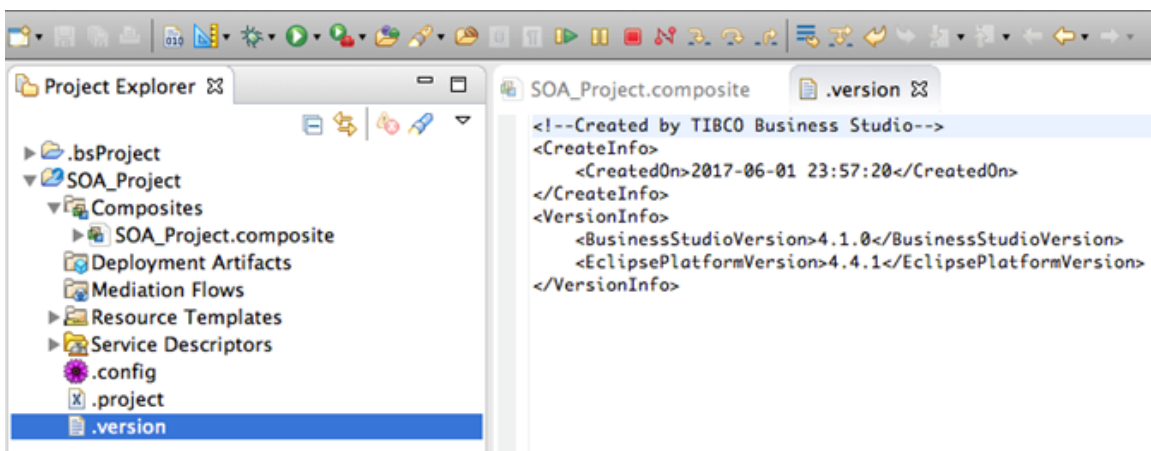 Project Explorer
.bsProject
SOA_Project
Composites
SOA_Project.composite
Deployment Artifacts
Mediation Flows
Resource Templates
Service Descriptors
.config
.project
.version
SOA_Project.composite
.version
<!--Created by TIBCO Business Studio-->
<CreateInfo>
<CreatedOn>2017-06-01 23:57:20</CreatedOn>
</CreateInfo>
<VersionInfo>
<BusinessStudioVersion>4.1.0</BusinessStudioVersion>
<EclipsePlatformVersion>4.4.1</EclipsePlatformVersion>
</VersionInfo>